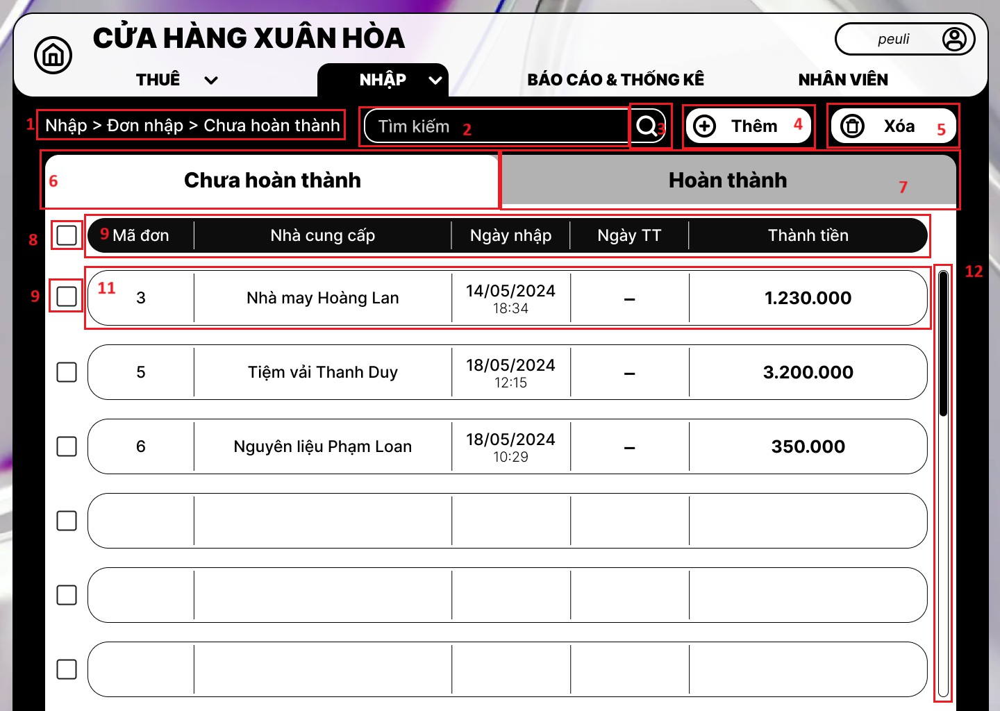 CỬA HÀNG XUÂN HÒA
peuli
THUÊ NHẬP BÁO CÁO & THỐNG KÊ NHÂN VIÊN
1 Nhập > Đơn nhập > Chưa hoàn thành Tìm kiếm 2 3 Thêm 4 Xóa 5
6 Chưa hoàn thành Hoàn thành 7
8 9 Mã đơn Nhà cung cấp Ngày nhập Ngày TT Thành tiền
12
9 11 3 Nhà may Hoàng Lan 14/05/2024 – 1.230.000
18:34
5 Tiệm vải Thanh Duy 18/05/2024 – 3.200.000
12:15
6 Nguyên liệu Phạm Loan 18/05/2024 – 350.000
10:29